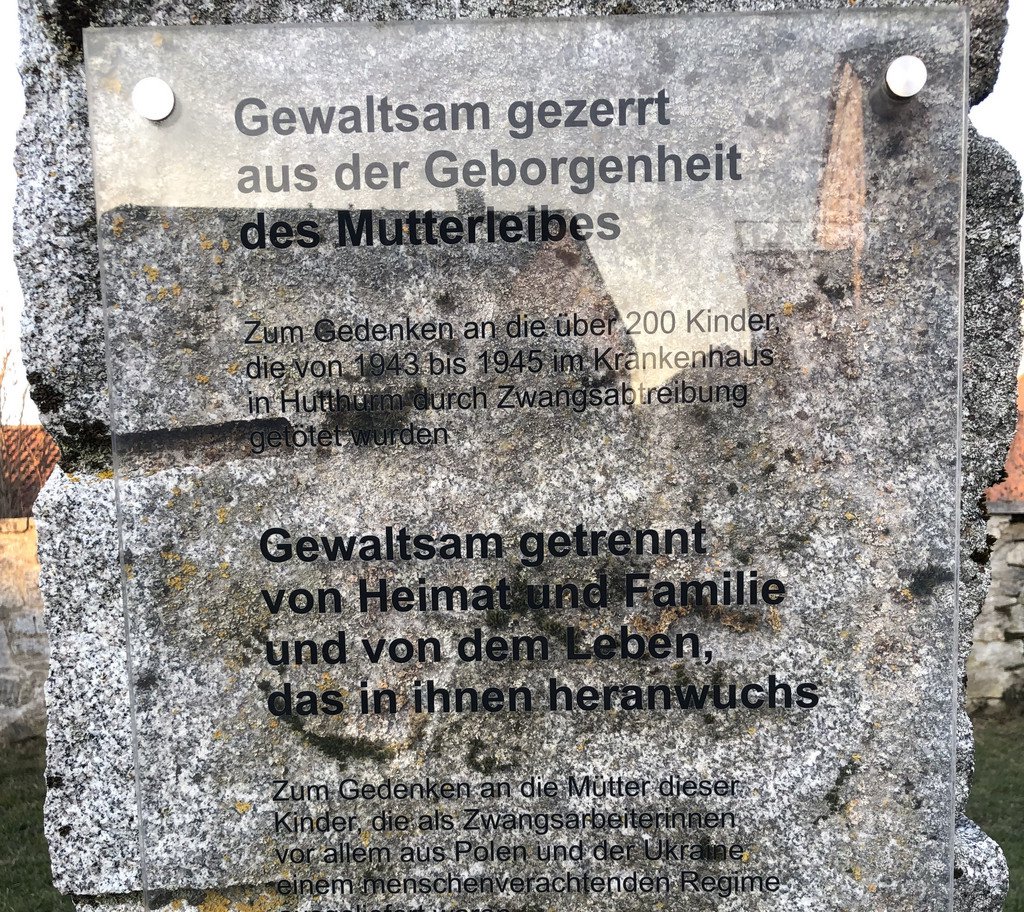 Gewaltsam gezerrt
aus der Geborgenheit
des Mutterleibes
Zum Gedenken an die über 200 Kinder,
die von 1943 bis 1945 im Krankenhaus
in Hutthurm durch Zwangsabtreibung
getötet wurden
Gewaltsam getrennt
von Heimat und Familie
und von dem Leben,
das in ihnen heranwuchs
Zum Gedenken an die Mütter dieser
Kinder, die als Zwangsarbeiterinnen
vor allem aus Polen und der Ukraine
einem menschenverachtenden Regime